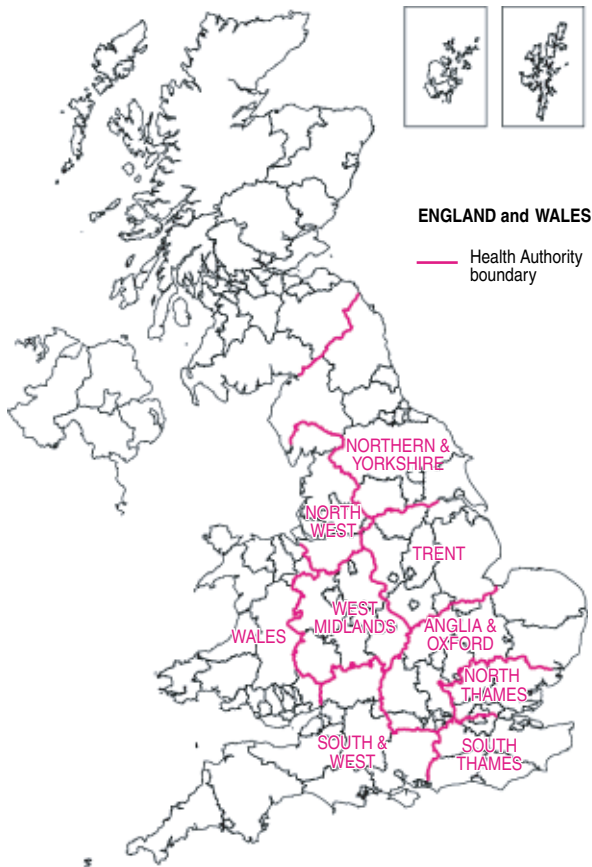 ENGLAND and WALES
Health Authority
boundary
NORTHERN &
YORKSHIRE
NORTH
WEST
TRENT
WEST
MIDLANDS
WALES
ANGLIA &
OXFORD
NORTH
THAMES
SOUTH &
WEST
SOUTH
THAMES